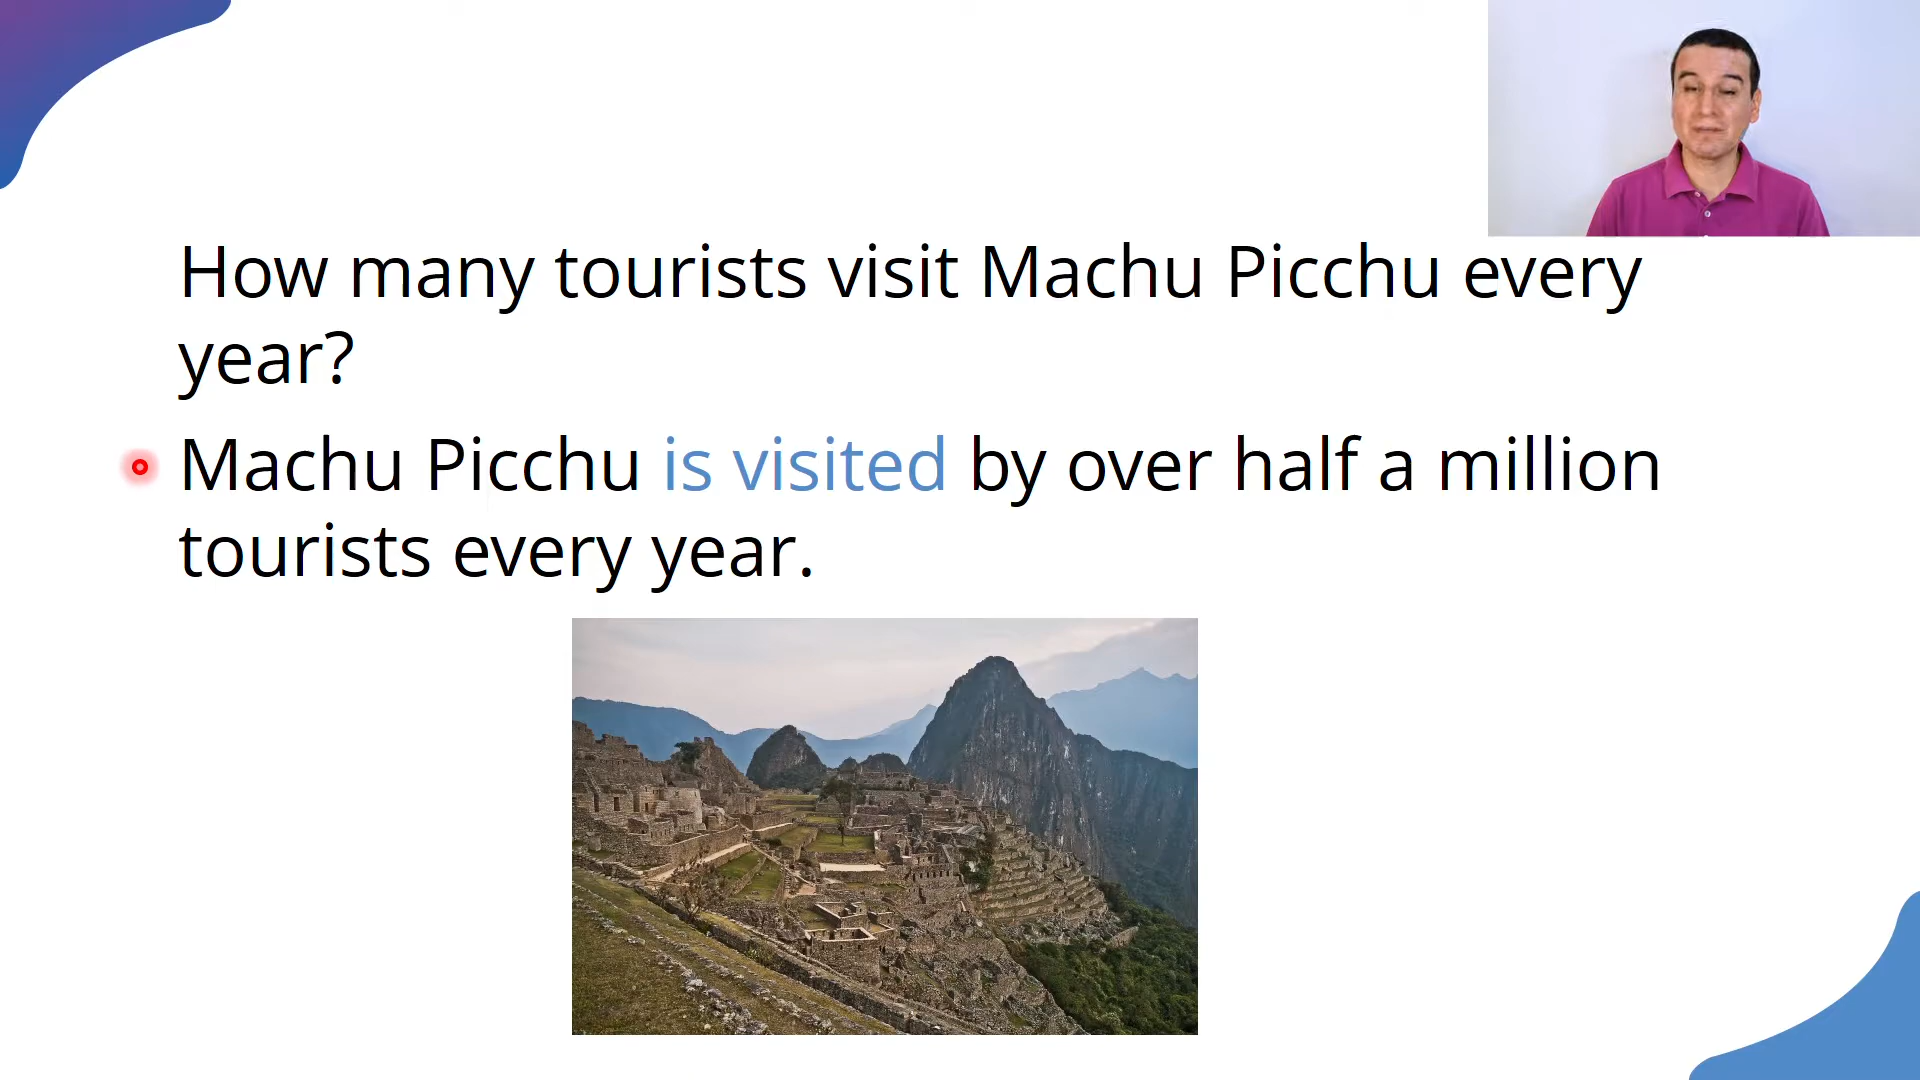 How many tourists visit Machu Picchu every
year?
Machu Picchu is visited by over half a million
tourists every year.